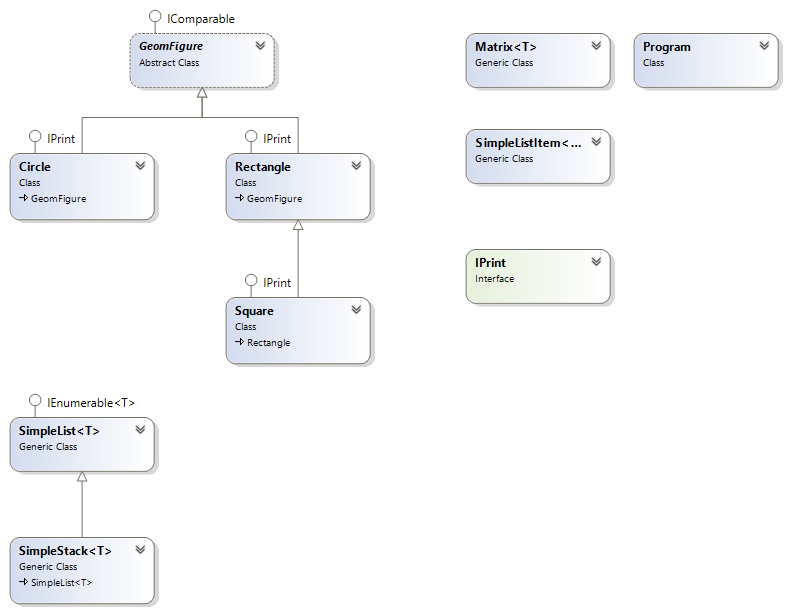 IComparable
GeomFigure
Abstract Class
IPrint
Circle
Class
GeomFigure
IPrint
Rectangle
Class
GeomFigure
IPrint
Square
Class
Rectangle
IEnumerable<T>
SimpleList<T>
Generic Class
SimpleStack<T>
Generic Class
SimpleList<T>
Matrix<T>
Generic Class
Program
Class
SimpleListItem<...
Generic Class
IPrint
Interface